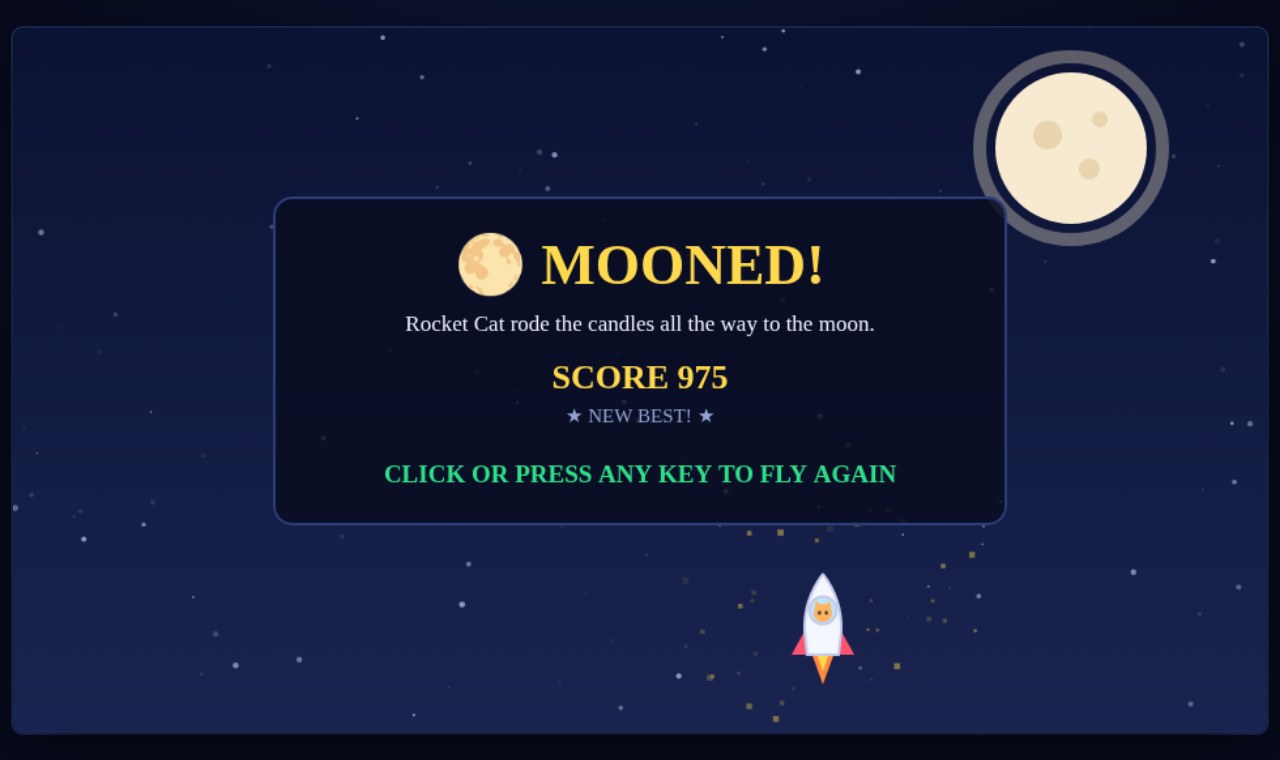 MOONED!
Rocket Cat rode the candles all the way to the moon.
SCORE 975
★ NEW BEST! ★
CLICK OR PRESS ANY KEY TO FLY AGAIN